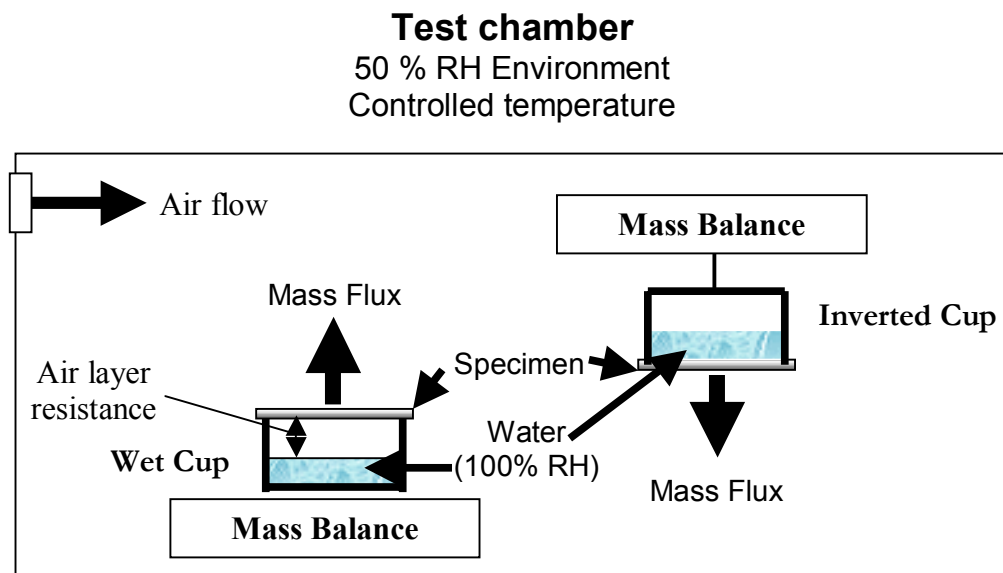 Test chamber
50 % RH Environment
Controlled temperature
Air flow
Mass Balance
Mass Flux
Inverted Cup
Specimen
Air layer
resistance
Water
(100% RH)
Wet Cup
Mass Flux
Mass Balance